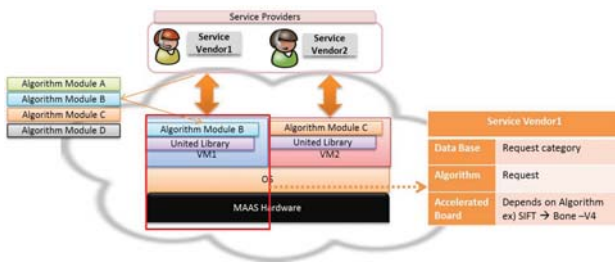 Service Providers
Service
Vendor1
Service
Vendor2
Algorithm Module A
Algorithm Module B
Algorithm Module C
Algorithm Module D
Algorithm Module B
United Library
VM1
Algorithm Module C
United Library
VM2
OS
MAAS Hardware
Service Vendor1
Data Base
Request category
Algorithm
Request
Accelerated
Board
Depends on Algorithm
ex) SIFT → Bone –V4